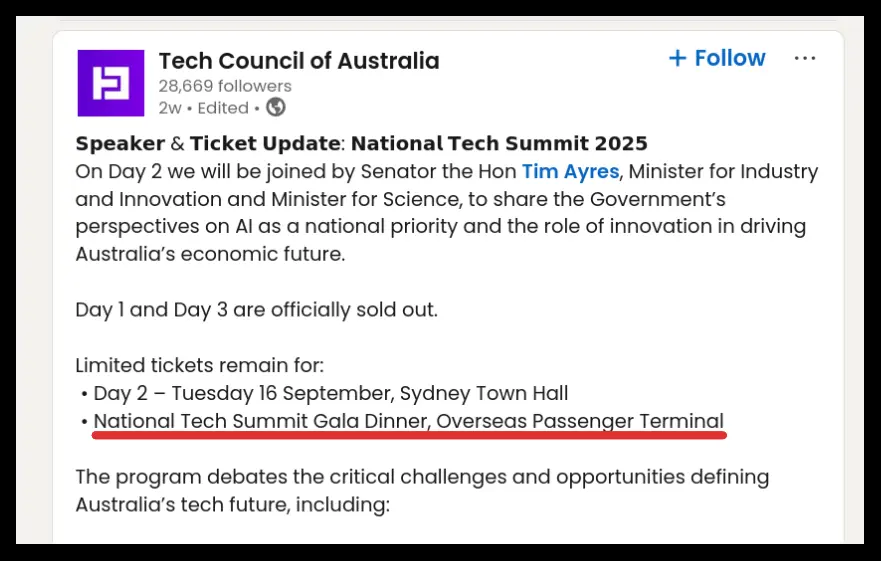 Tech Council of Australia
+ Follow ...
28,669 followers
2w • Edited •
Speaker & Ticket Update: National Tech Summit 2025
On Day 2 we will be joined by Senator the Hon Tim Ayres, Minister for Industry
and Innovation and Minister for Science, to share the Government's
perspectives on AI as a national priority and the role of innovation in driving
Australia's economic future.
Day 1 and Day 3 are officially sold out.
Limited tickets remain for:
• Day 2 – Tuesday 16 September, Sydney Town Hall
• National Tech Summit Gala Dinner, Overseas Passenger Terminal
The program debates the critical challenges and opportunities defining
Australia's tech future, including: